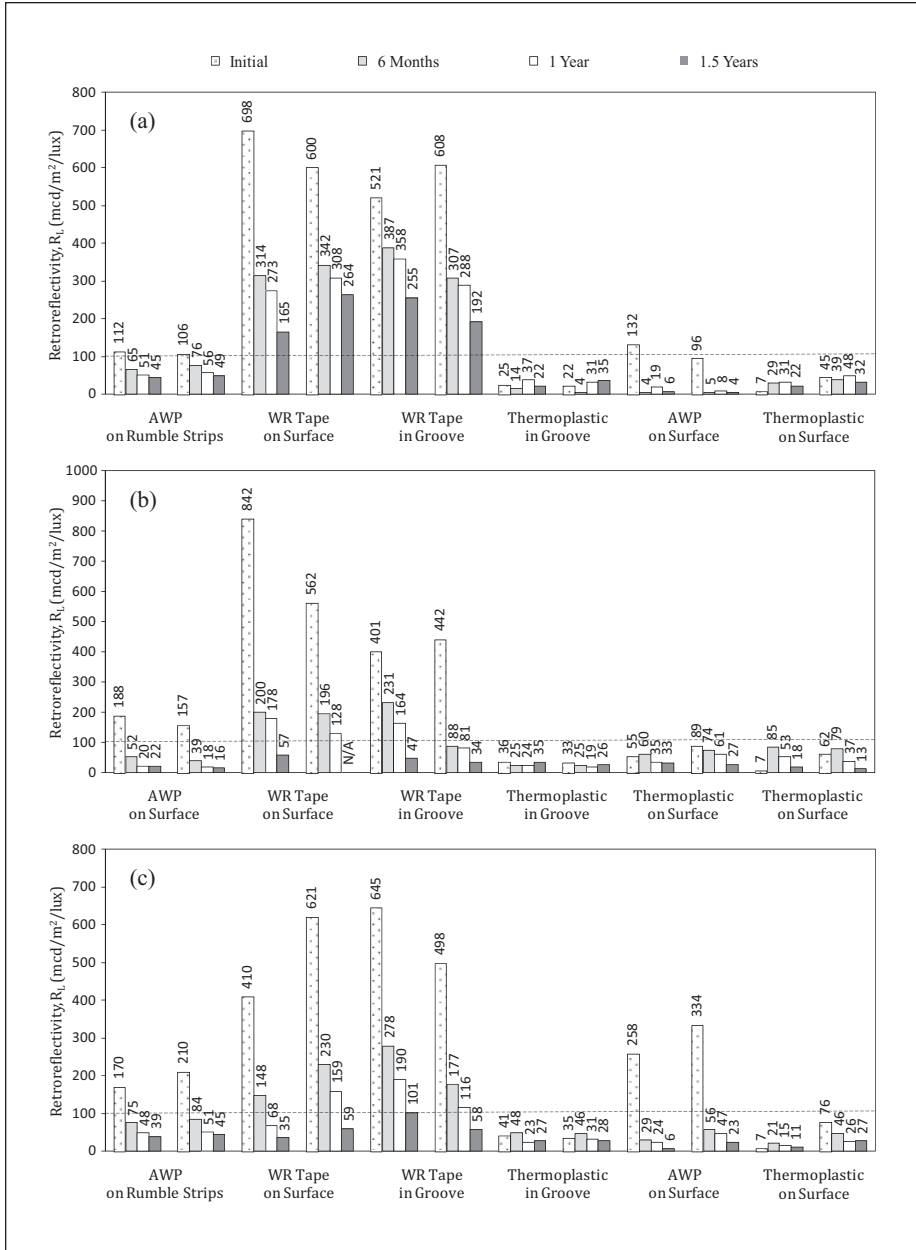 Initial 6 Months 1 Year 1.5 Years
(a)
Retroreflectivity, R_L (mcd/m²/lux)
800
700
600
500
400
300
200
100
0
112 65 51 45 106 76 56 49
698 314 273 165 600 342 308 264
521 387 358 255 608 307 288 192
25 14 37 22 22 4 31 35
132 4 19 6 96 5 8 4
7 29 31 22 45 39 48 32
AWP WR Tape WR Tape Thermoplastic AWP Thermoplastic
on Rumble Strips on Surface in Groove in Groove on Surface on Surface
(b)
Retroreflectivity, R_L (mcd/m²/lux)
1000
900
800
700
600
500
400
300
200
100
0
188 52 20 22 157 39 18 16
842 200 178 57 562 196 128 N/A
401 231 164 47 442 88 81 34
36 25 24 35 33 25 19 26
55 60 35 33 89 74 61 27
7 85 53 18 62 79 37 13
AWP WR Tape WR Tape Thermoplastic Thermoplastic Thermoplastic
on Surface on Surface in Groove in Groove on Surface on Surface
(c)
Retroreflectivity, R_L (mcd/m²/lux)
800
700
600
500
400
300
200
100
0
170 75 48 39 210 84 51 45
410 148 68 35 621 230 159 59
645 278 190 101 498 177 116 58
41 48 23 27 35 46 31 28
258 29 24 6 334 56 47 23
7 21 15 11 76 46 26 27
AWP WR Tape WR Tape Thermoplastic AWP Thermoplastic
on Rumble Strips on Surface in Groove in Groove on Surface on Surface